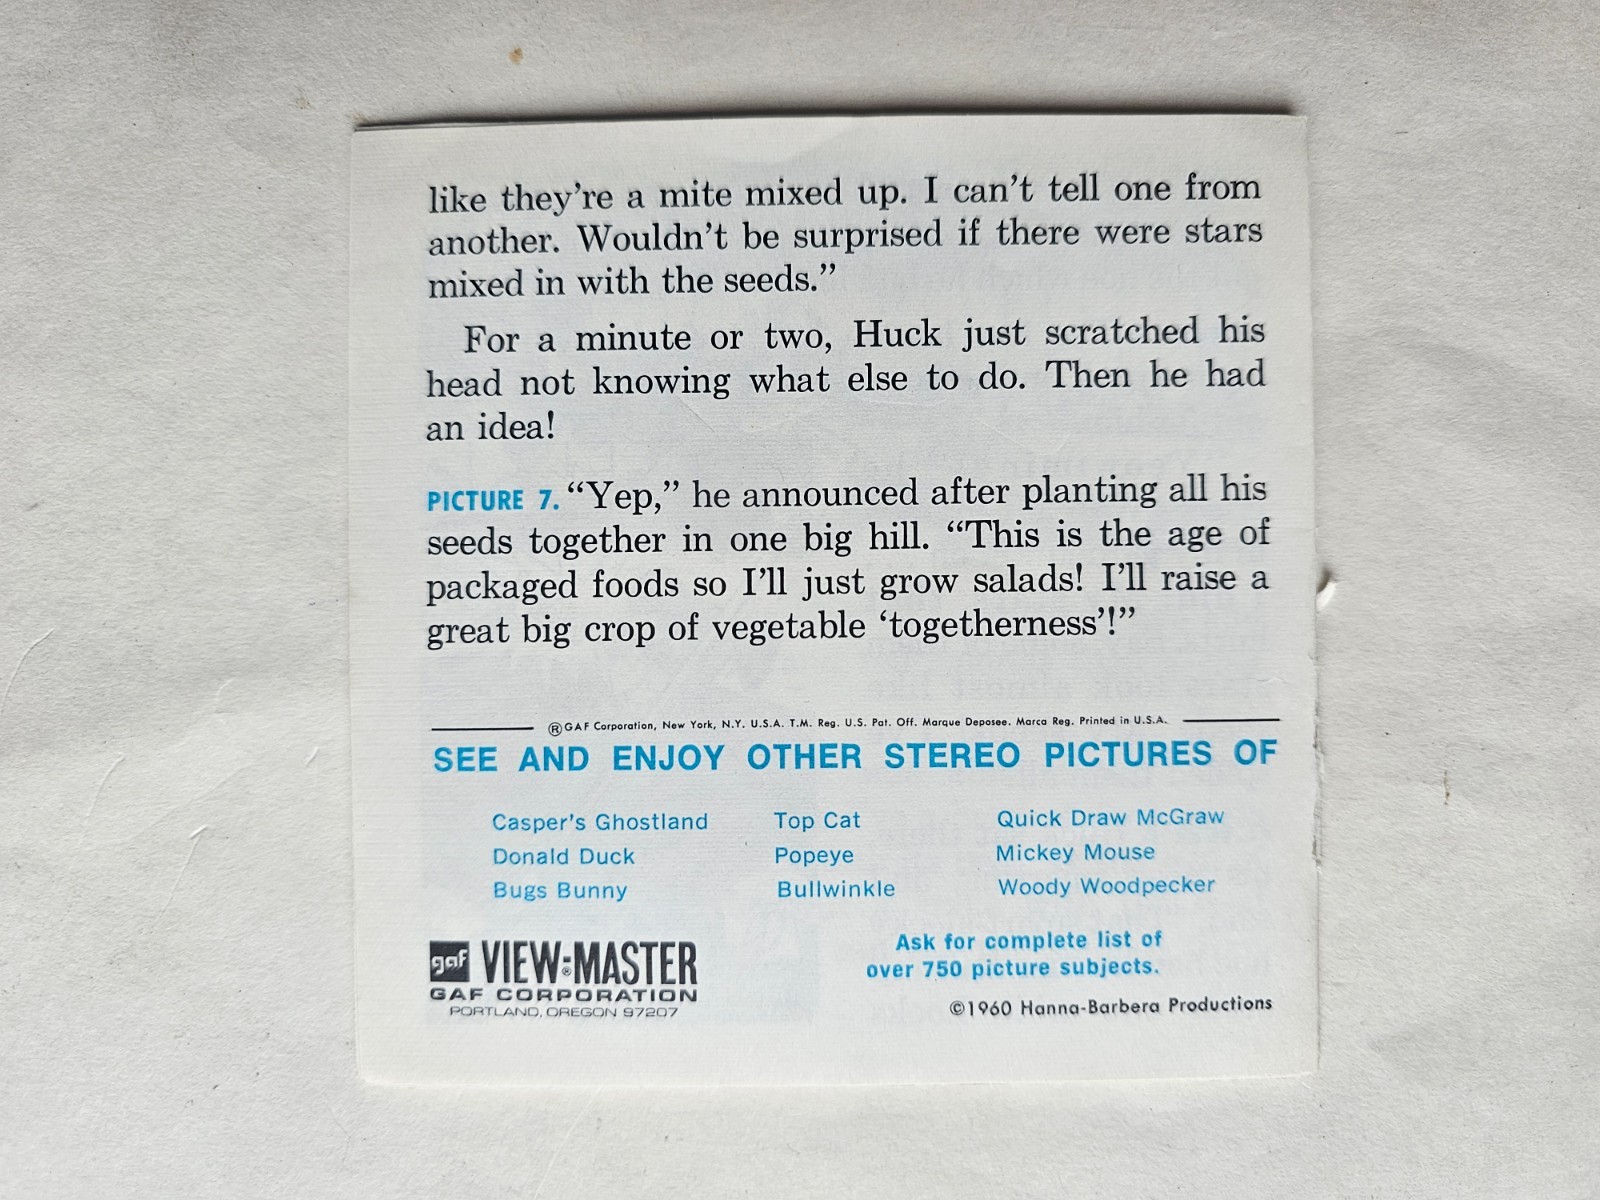 like they're a mite mixed up. I can't tell one from
another. Wouldn't be surprised if there were stars
mixed in with the seeds.”
For a minute or two, Huck just scratched his
head not knowing what else to do. Then he had
an idea!
PICTURE 7. “Yep,” he announced after planting all his
seeds together in one big hill. “This is the age of
packaged foods so I'll just grow salads! I'll raise a
great big crop of vegetable ‘togetherness’!”
®GAF Corporation, New York, N.Y. U.S.A. T.M. Reg. U.S. Pat. Off. Marque Deposee. Marca Reg. Printed in U.S.A.
SEE AND ENJOY OTHER STEREO PICTURES OF
Casper's Ghostland Top Cat Quick Draw McGraw
Donald Duck Popeye Mickey Mouse
Bugs Bunny Bullwinkle Woody Woodpecker
Ask for complete list of
over 750 picture subjects.
gaf VIEW-MASTER®
GAF CORPORATION
PORTLAND, OREGON 97207
©1960 Hanna-Barbera Productions